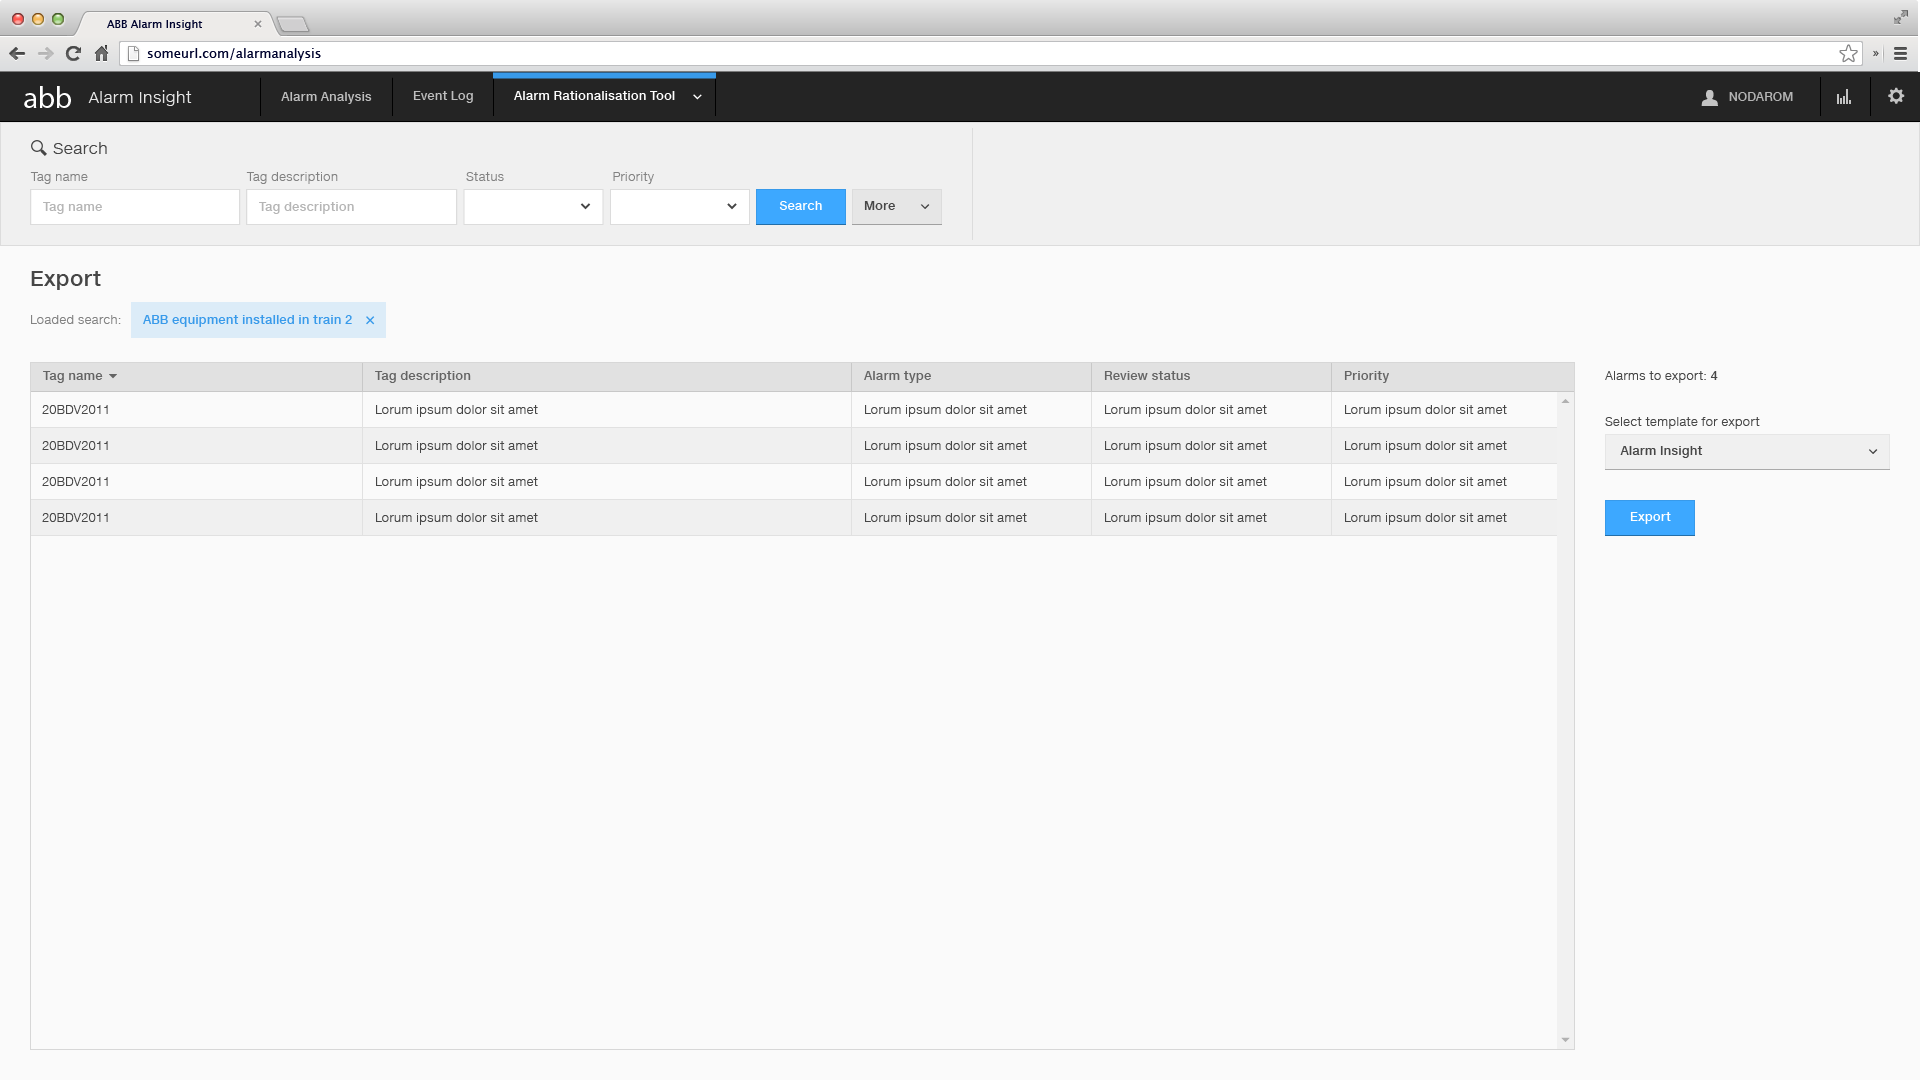 ABB Alarm Insight
someurl.com/alarmanalysis
abb Alarm Insight Alarm Analysis Event Log Alarm Rationalisation Tool NODAROM
Search
Tag name Tag description Status Priority
Tag name Tag description Search More
Export
Loaded search: ABB equipment installed in train 2
Tag name Tag description Alarm type Review status Priority
20BDV2011 Lorum ipsum dolor sit amet Lorum ipsum dolor sit amet Lorum ipsum dolor sit amet Lorum ipsum dolor sit amet
20BDV2011 Lorum ipsum dolor sit amet Lorum ipsum dolor sit amet Lorum ipsum dolor sit amet Lorum ipsum dolor sit amet
20BDV2011 Lorum ipsum dolor sit amet Lorum ipsum dolor sit amet Lorum ipsum dolor sit amet Lorum ipsum dolor sit amet
20BDV2011 Lorum ipsum dolor sit amet Lorum ipsum dolor sit amet Lorum ipsum dolor sit amet Lorum ipsum dolor sit amet
Alarms to export: 4
Select template for export
Alarm Insight
Export